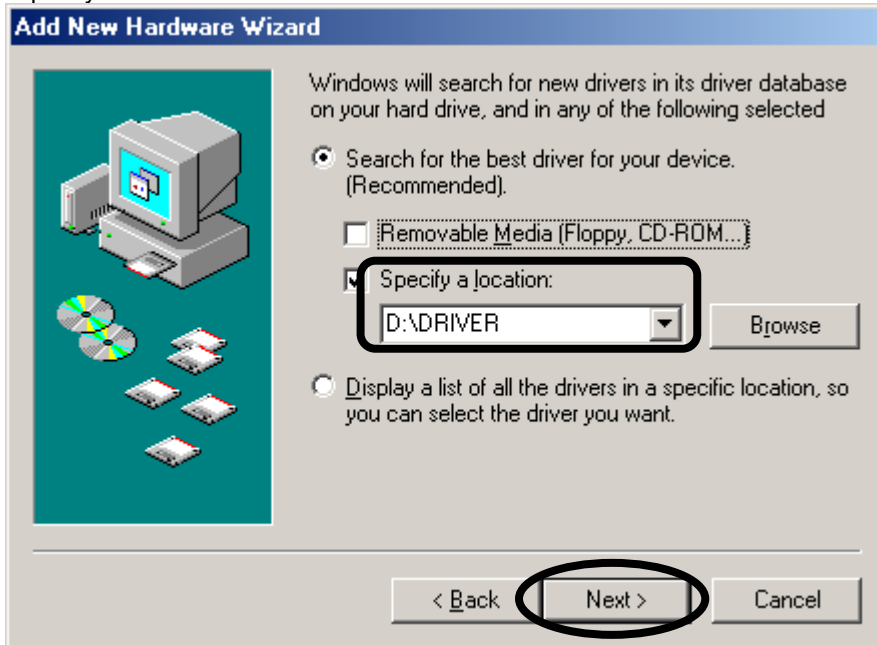 Add New Hardware Wizard
Windows will search for new drivers in its driver database
on your hard drive, and in any of the following selected
Search for the best driver for your device.
(Recommended).
Removable Media (Floppy, CD-ROM...)
Specify a location:
D:\DRIVER
Browse
Display a list of all the drivers in a specific location, so
you can select the driver you want.
< Back
Next >
Cancel